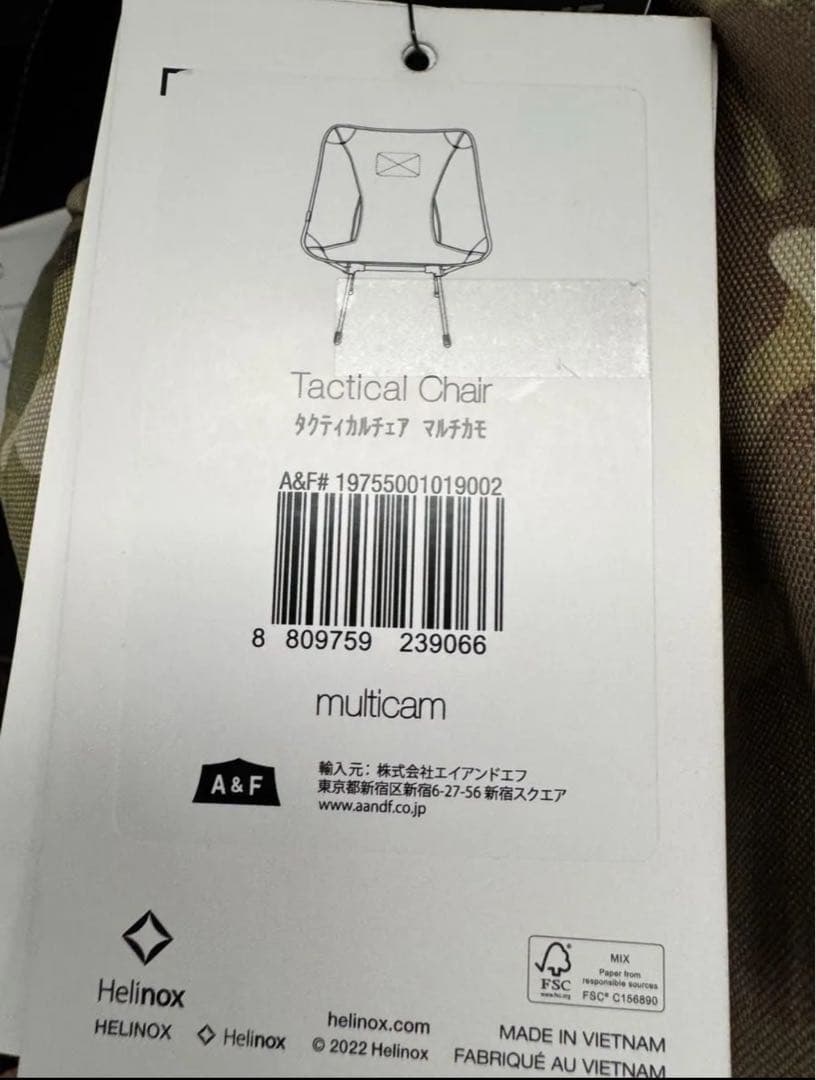 Tactical Chair
タクティカルチェア マルチカモ
A&F# 19755001019002
8 809759 239066
multicam
A & F
輸入元：株式会社エイアンドエフ
東京都新宿区新宿6-27-56 新宿スクエア
www.aandf.co.jp
Helinox
HELINOX
Helinox
helinox.com
© 2022 Helinox
FSC
www.fsc.org
MIX
Paper from
responsible sources
FSC® C156890
MADE IN VIETNAM
FABRIQUÉ AU VIETNAM